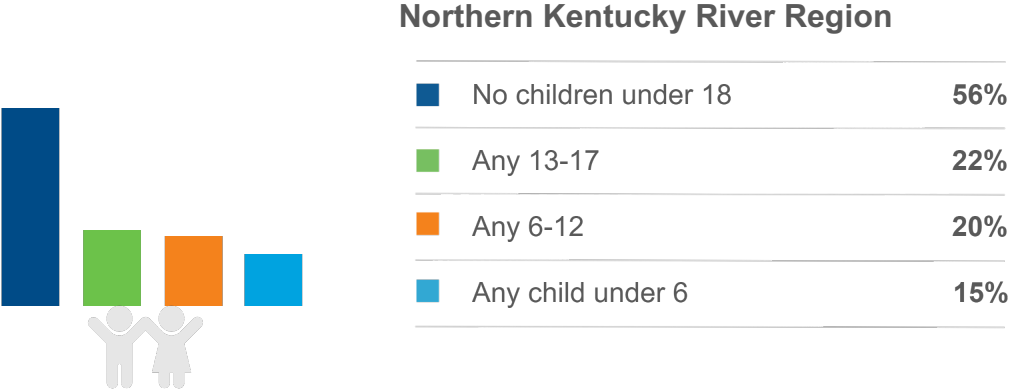 Northern Kentucky River Region
No children under 18 56%
Any 13-17 22%
Any 6-12 20%
Any child under 6 15%